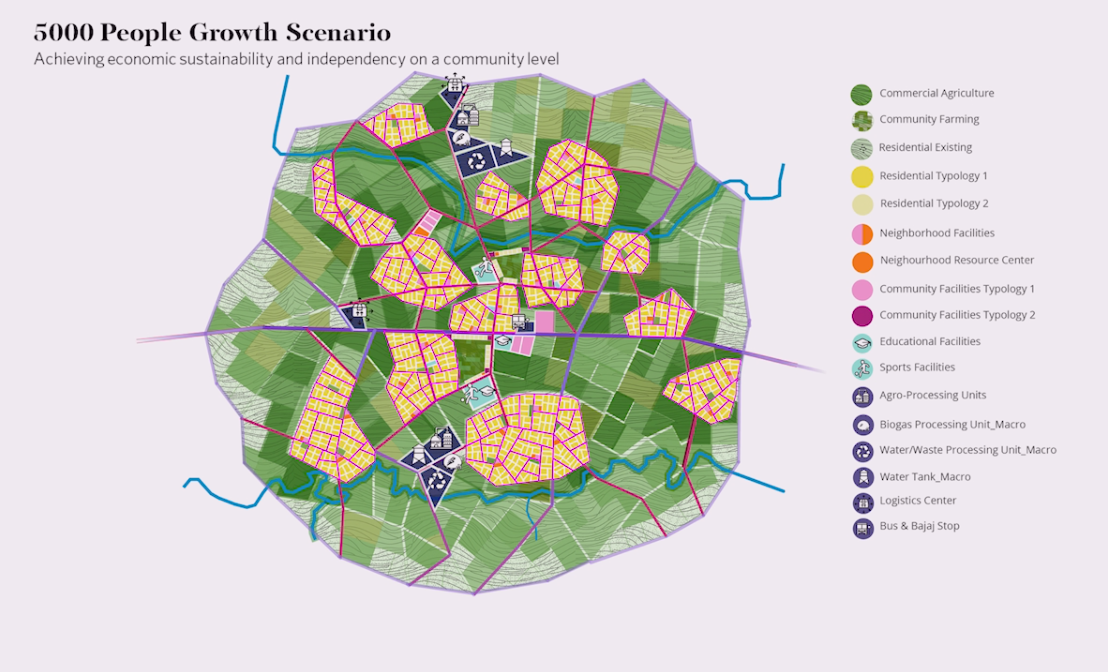 5000 People Growth Scenario
Achieving economic sustainability and independency on a community level
Commercial Agriculture
Community Farming
Residential Existing
Residential Typology 1
Residential Typology 2
Neighborhood Facilities
Neighourhood Resource Center
Community Facilities Typology 1
Community Facilities Typology 2
Educational Facilities
Sports Facilities
Agro-Processing Units
Biogas Processing Unit_Macro
Water/Waste Processing Unit_Macro
Water Tank_Macro
Logistics Center
Bus & Bajaj Stop